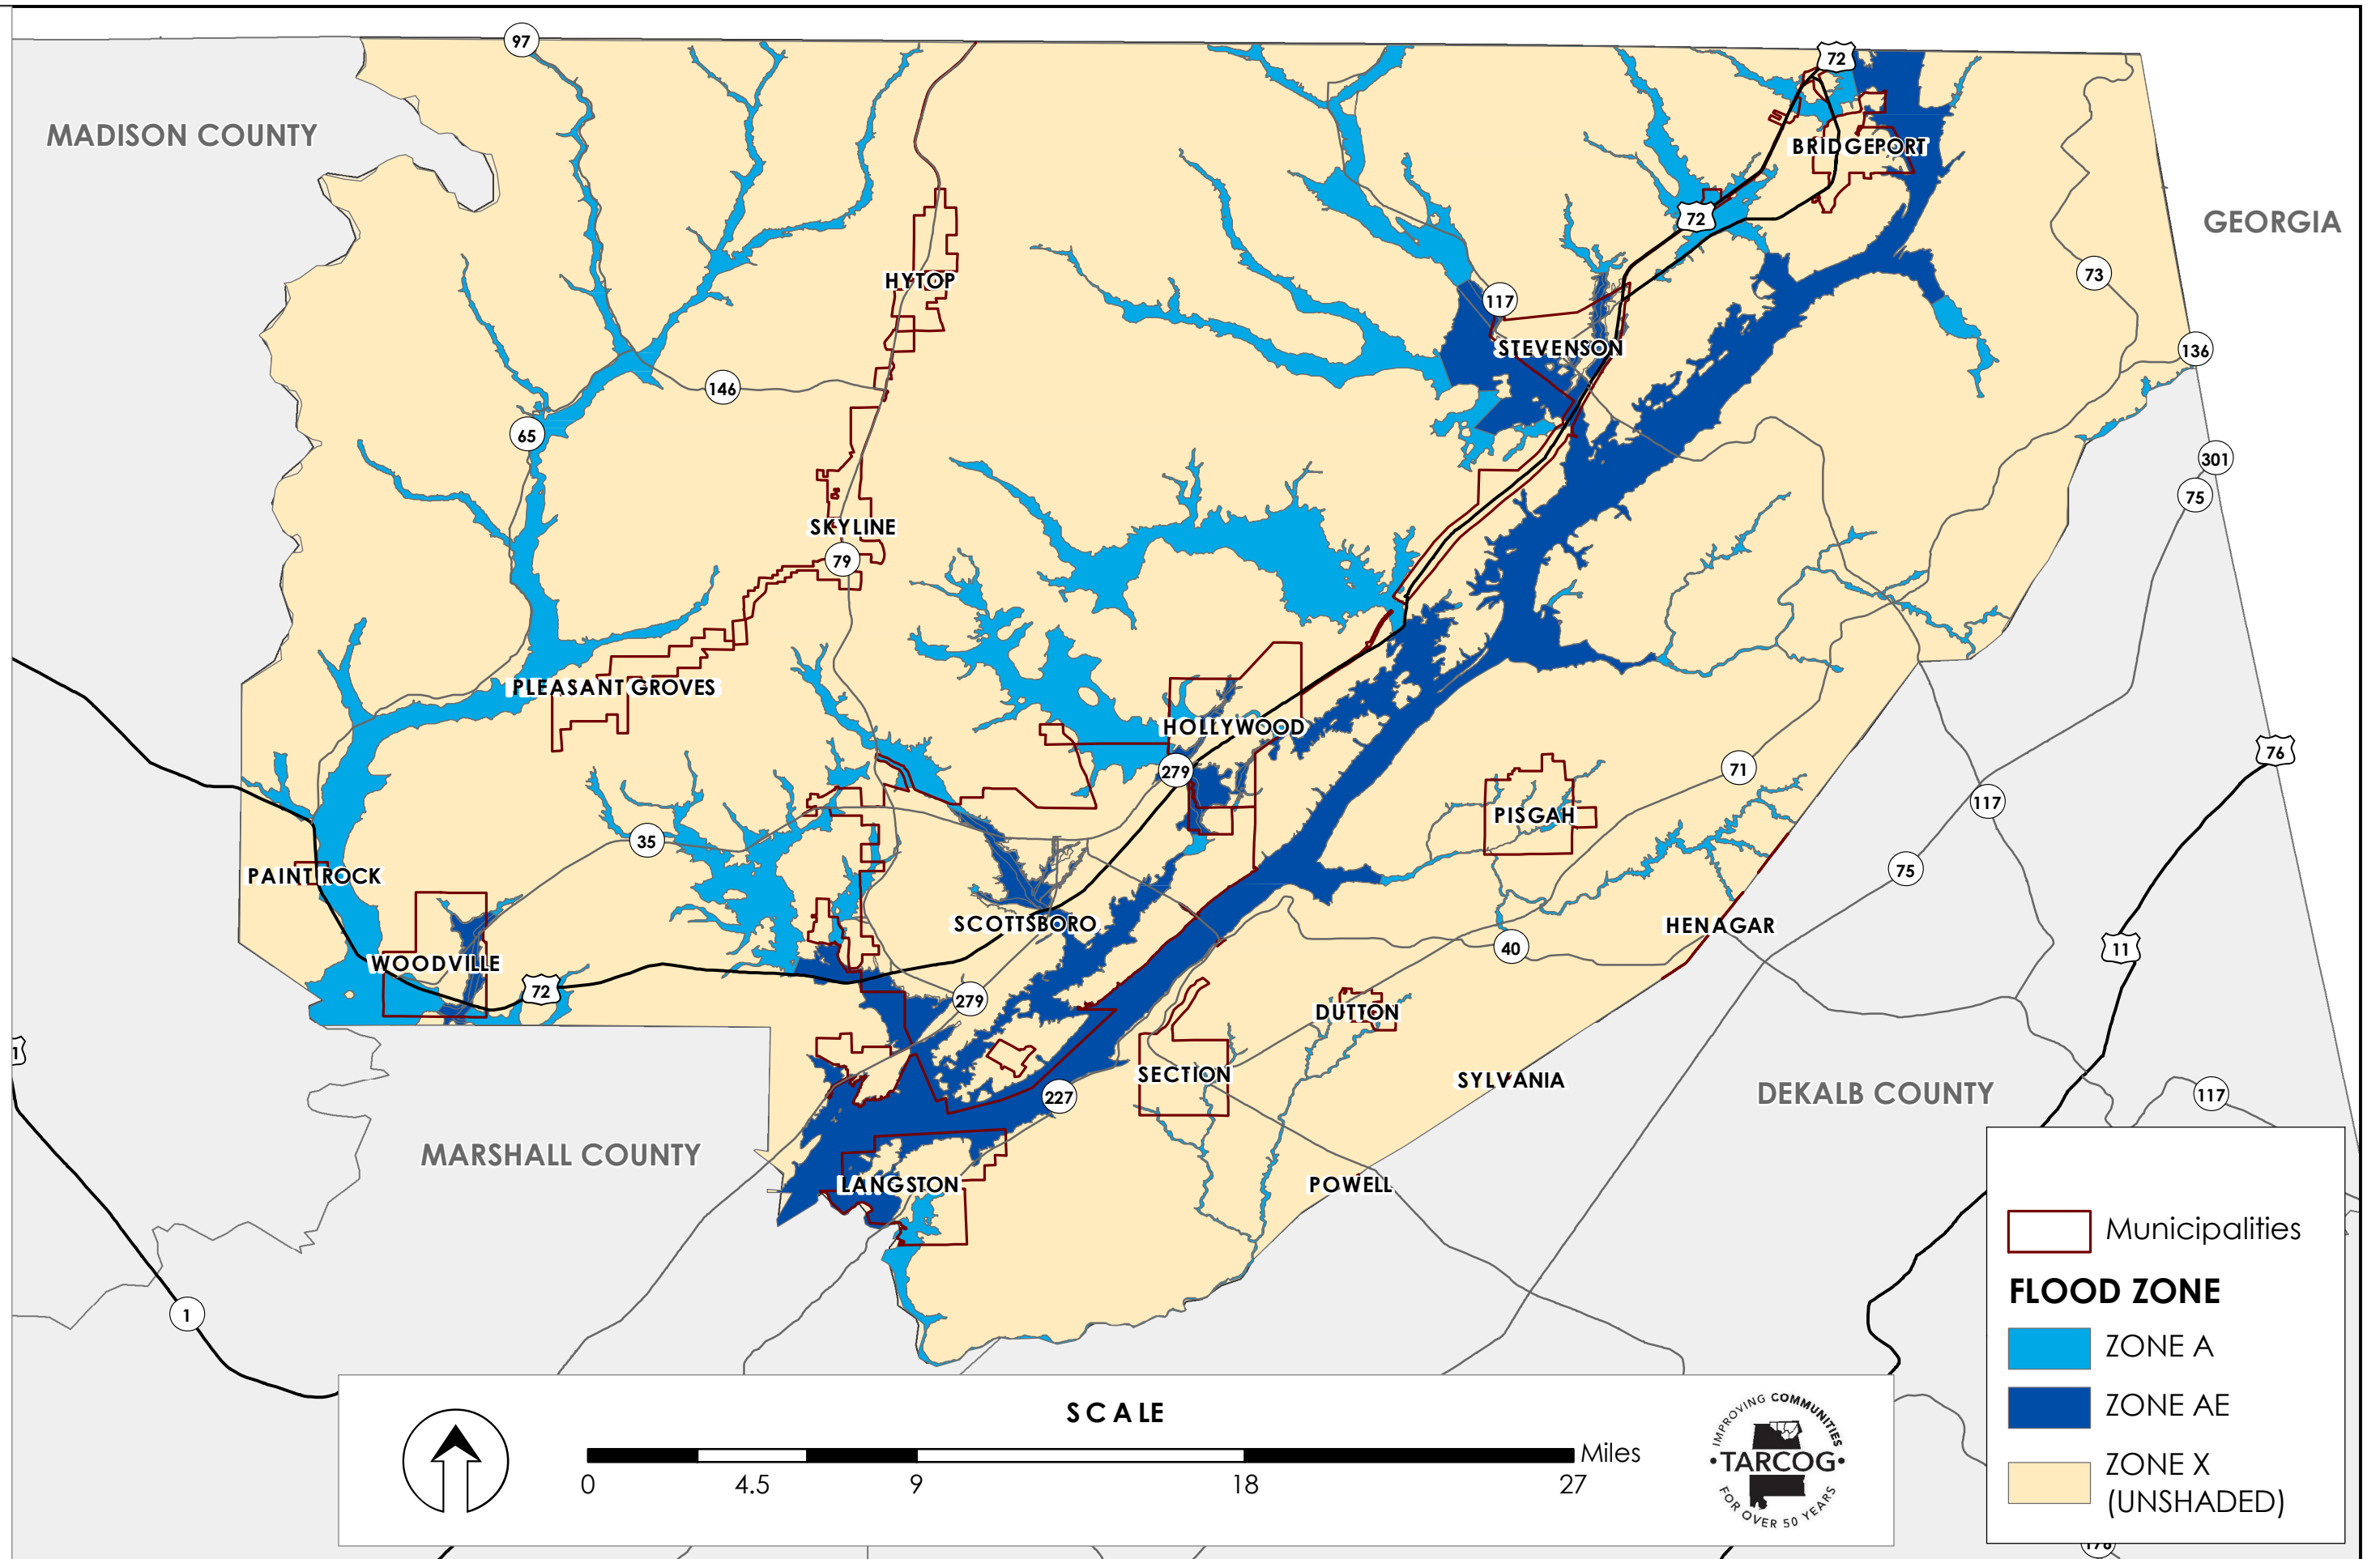 97
72
MADISON COUNTY
BRIDGEPORT
72
GEORGIA
HYTOP
73
117
STEVENSON
136
146
65
301
75
SKYLINE
79
PLEASANT GROVES
HOLLYWOOD
76
279
71
117
PISGAH
35
75
PAINT ROCK
SCOTTSBORO
HENAGAR
40
11
WOODVILLE
72
279
DUTTON
1
SECTION
SYLVANIA
227
DEKALB COUNTY
117
MARSHALL COUNTY
LANGSTON
POWELL
1
Municipalities
FLOOD ZONE
ZONE A
ZONE AE
ZONE X
(UNSHADED)
SCALE
Miles
0 4.5 9 18 27
IMPROVING COMMUNITIES
•TARCOG•
FOR OVER 50 YEARS